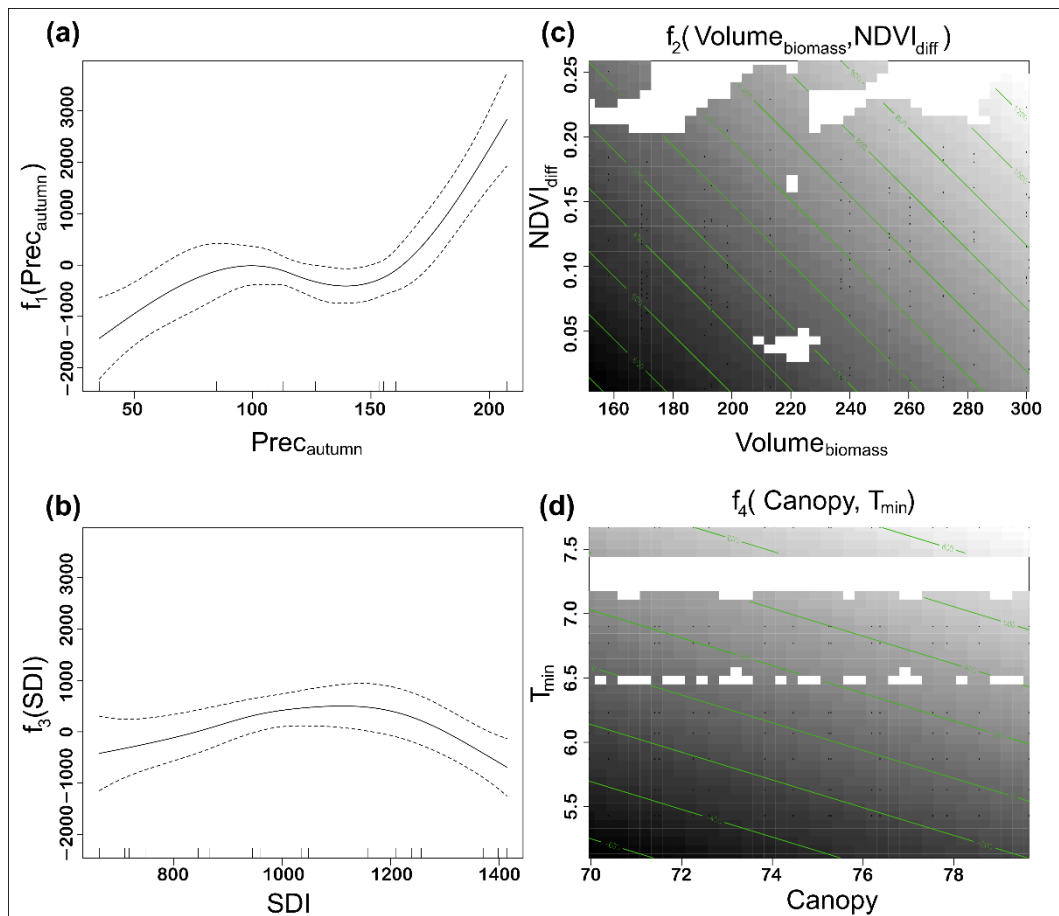 (a)
f1(Precautumn)
3000
2000
1000
0
−1000
−2000
50 100 150 200
Precautumn
(c)
f2( Volumebiomass,NDVIdiff )
NDVIdiff
0.25
0.20
0.15
0.10
0.05
160 180 200 220 240 260 280 300
Volumebiomass
(b)
f3(SDI)
3000
2000
1000
0
−1000
−2000
800 1000 1200 1400
SDI
(d)
f4( Canopy, Tmin)
Tmin
7.5
7.0
6.5
6.0
5.5
70 72 74 76 78
Canopy